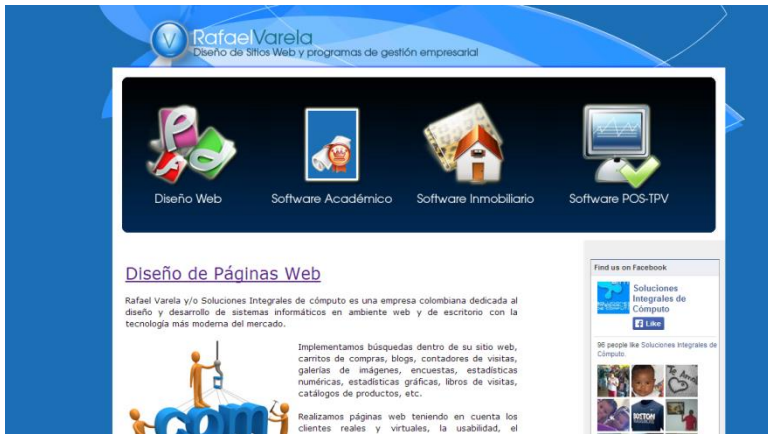 RafaelVarela
Diseño de Sitios Web y programas de gestión empresarial
Diseño Web
Software Académico
Software Inmobiliario
Software POS-TPV
Diseño de Páginas Web
Rafael Varela y/o Soluciones Integrales de cómputo es una empresa colombiana dedicada al
diseño y desarrollo de sistemas informáticos en ambiente web y de escritorio con la
tecnología más moderna del mercado.
Implementamos búsquedas dentro de su sitio web,
carritos de compras, blogs, contadores de visitas,
galerías de imágenes, encuestas, estadísticas
numéricas, estadísticas gráficas, libros de visitas,
catálogos de productos, etc.
Realizamos páginas web teniendo en cuenta los
clientes reales y virtuales, la usabilidad, el
com
Find us on Facebook
Soluciones
Integrales de
Cómputo
Like
96 people like Soluciones Integrales de
Cómputo.
BOSTON